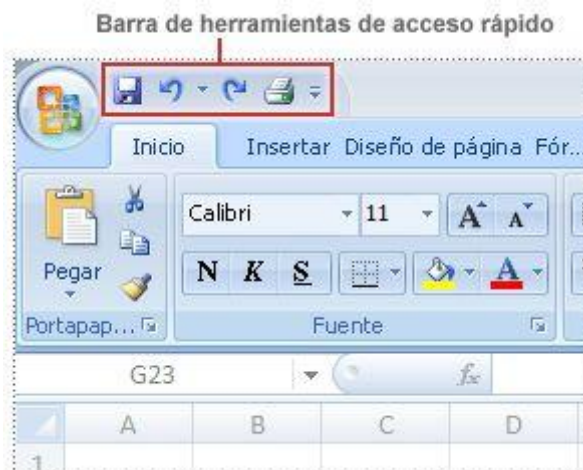 Barra de herramientas de acceso rápido
Inicio Insertar Diseño de página Fór...
Calibri 11 A A
Pegar N K S A
Portapap... Fuente
G23 fx
A B C D
1